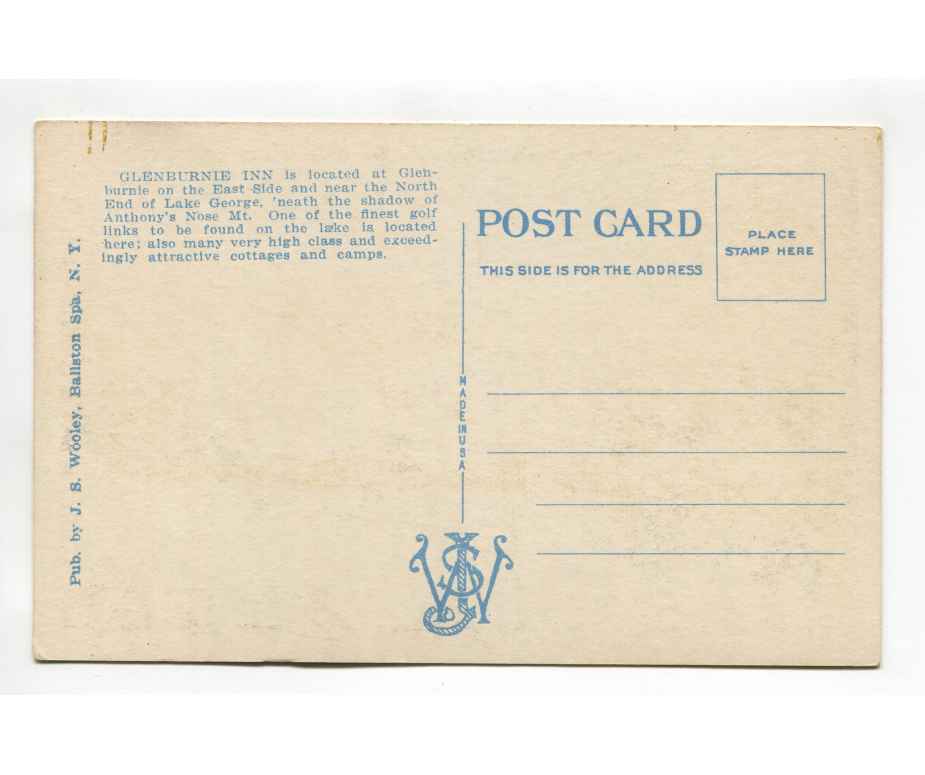 GLENBURNIE INN is located at Glen-
burnie on the East Side and near the North
End of Lake George, 'neath the shadow of
Anthony's Nose Mt. One of the finest golf
links to be found on the lake is located
here; also many very high class and exceed-
ingly attractive cottages and camps.
Pub. by J. S. Wooley, Ballston Spa, N. Y.
POST CARD
THIS SIDE IS FOR THE ADDRESS
PLACE
STAMP HERE
MADE IN USA
JSW